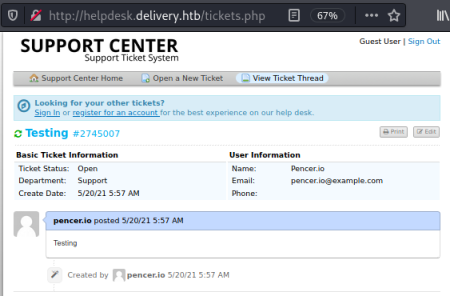 http://helpdesk.delivery.htb/tickets.php 67%
SUPPORT CENTER
Support Ticket System
Guest User | Sign Out
Support Center Home Open a New Ticket View Ticket Thread
Looking for your other tickets?
Sign In or register for an account for the best experience on our help desk.
Testing #2745007
Print Edit
Basic Ticket Information User Information
Ticket Status: Open Name: Pencer.io
Department: Support Email: pencer.io@example.com
Create Date: 5/20/21 5:57 AM Phone:
pencer.io posted 5/20/21 5:57 AM
Testing
Created by pencer.io 5/20/21 5:57 AM